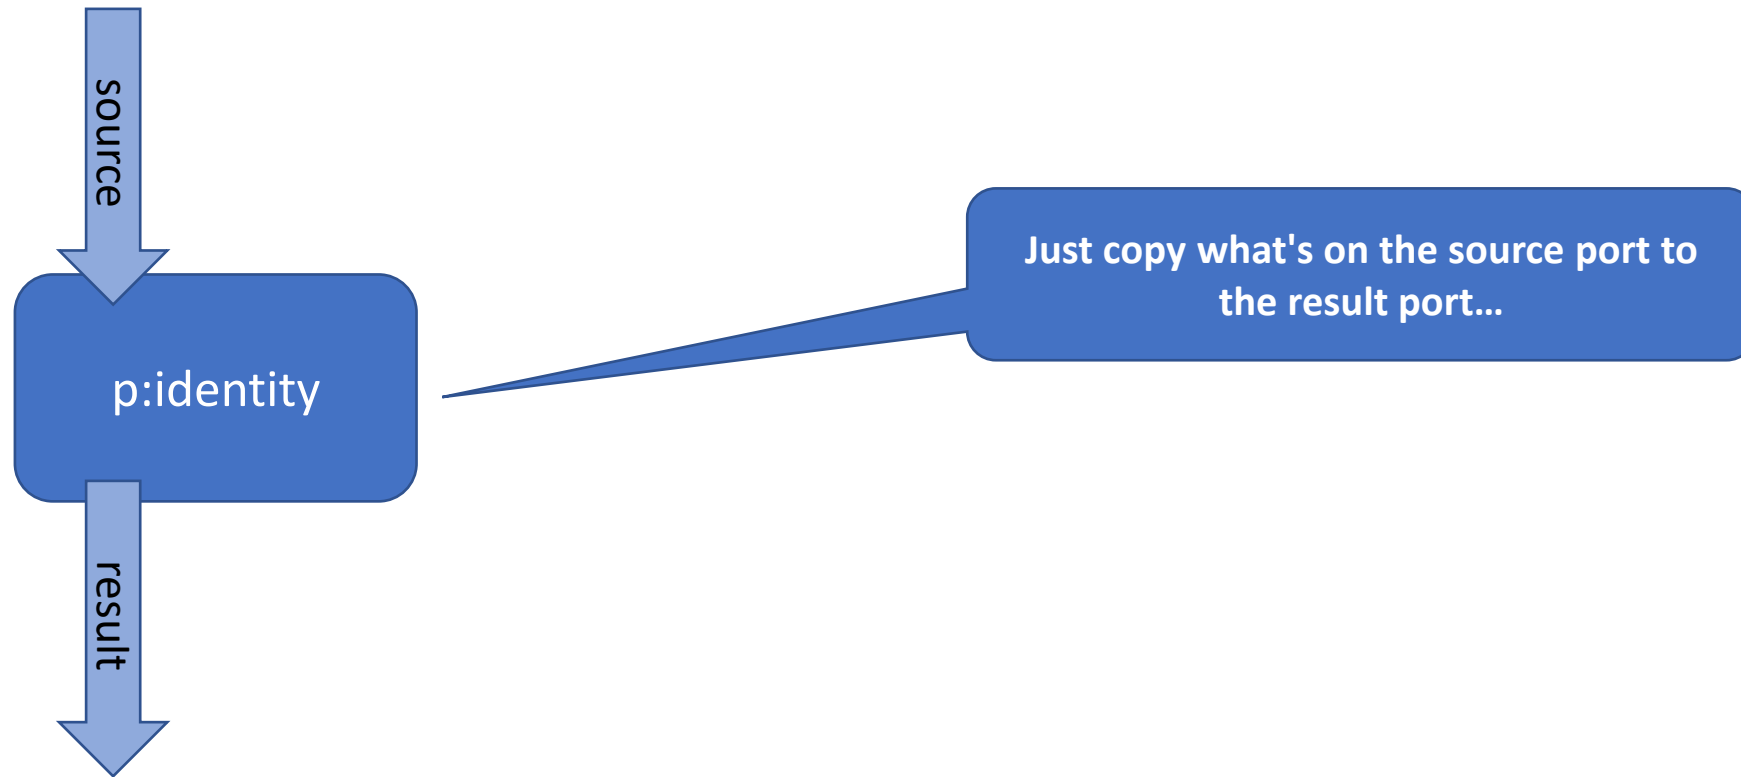 source
Just copy what's on the source port to
the result port...
p:identity
result